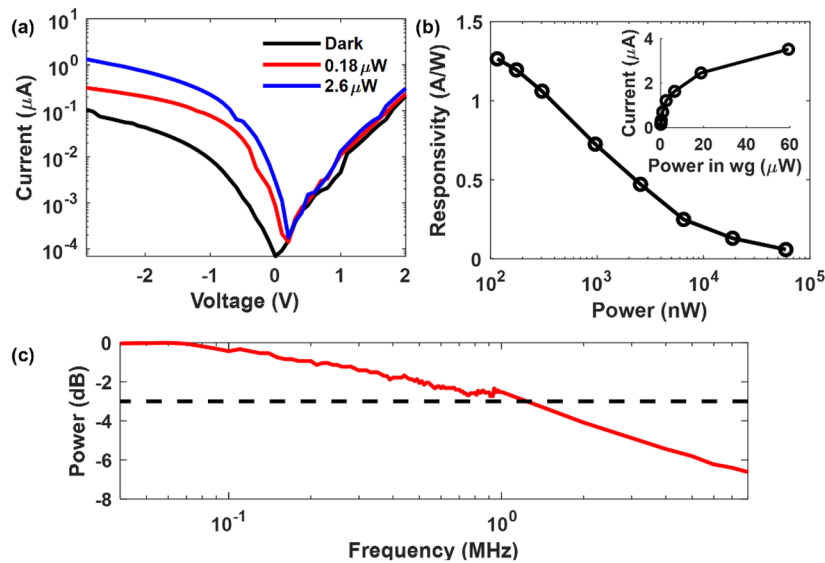 (a)
Dark
0.18 μW
2.6 μW
Current (μA)
10^1
10^0
10^-1
10^-2
10^-3
10^-4
-2 -1 0 1 2
Voltage (V)
(b)
Responsivity (A/W)
1.5
1
0.5
0
10^2 10^3 10^4 10^5
Power (nW)
Current (μA)
4
2
0
0 20 40 60
Power in wg (μW)
(c)
Power (dB)
0
-2
-4
-6
-8
10^-1 10^0
Frequency (MHz)